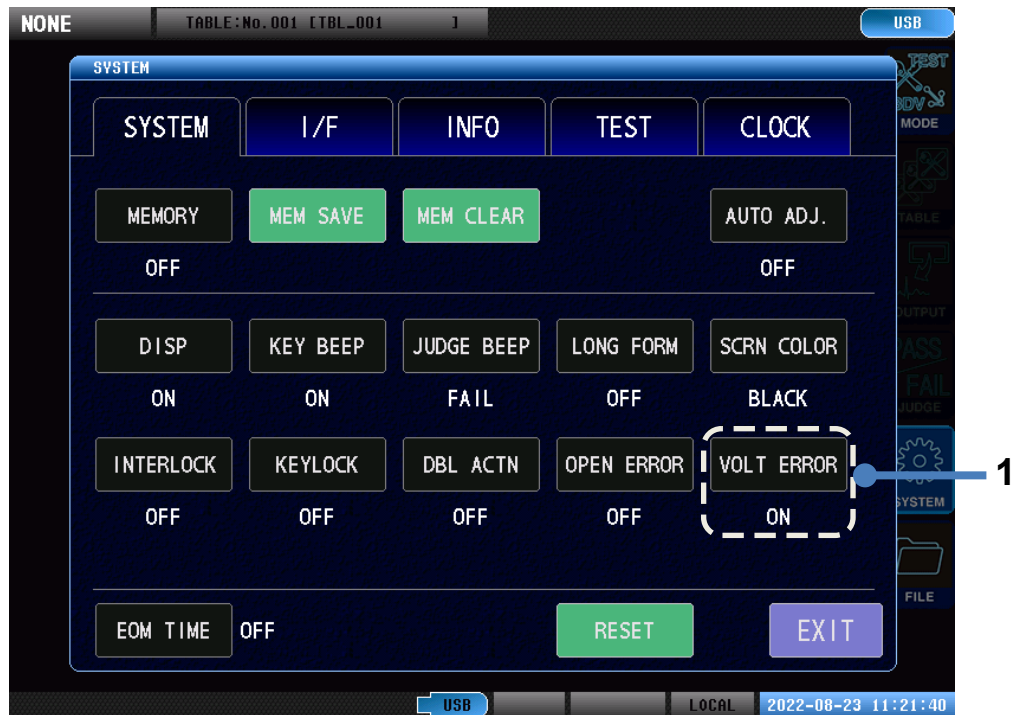 NONE TABLE:No.001 [TBL_001 ] USB
SYSTEM
SYSTEM I/F INFO TEST CLOCK
MEMORY MEM SAVE MEM CLEAR AUTO ADJ.
OFF OFF
DISP KEY BEEP JUDGE BEEP LONG FORM SCRN COLOR
ON ON FAIL OFF BLACK
INTERLOCK KEYLOCK DBL ACTN OPEN ERROR VOLT ERROR
OFF OFF OFF OFF ON
1
EOM TIME OFF RESET EXIT
TEST
BDV
MODE
TABLE
OUTPUT
PASS
FAIL
JUDGE
SYSTEM
FILE
USB LOCAL 2022-08-23 11:21:40